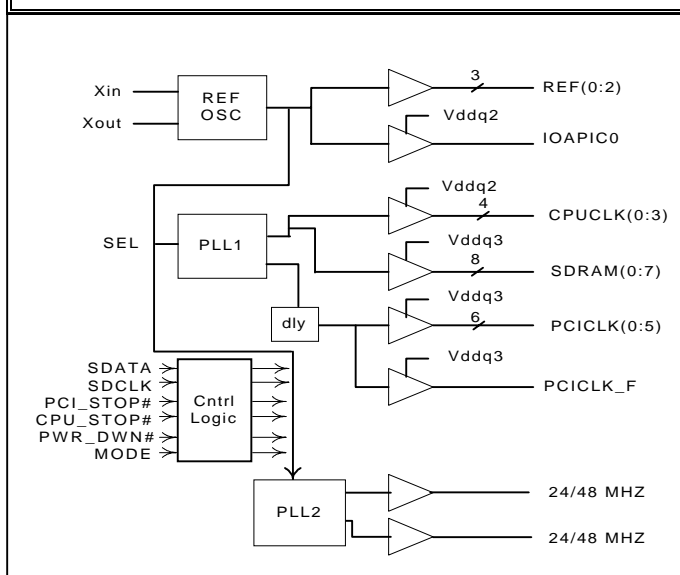 3
Xin
REF
OSC
REF(0:2)
Xout
Vddq2
IOAPIC0
Vddq2
4
CPUCLK(0:3)
SEL
PLL1
Vddq3
8
SDRAM(0:7)
Vddq3
dly
6
PCICLK(0:5)
Vddq3
PCICLK_F
SDATA
SDCLK
PCI_STOP#
CPU_STOP#
PWR_DWN#
MODE
Cntrl
Logic
PLL2
24/48 MHZ
24/48 MHZ